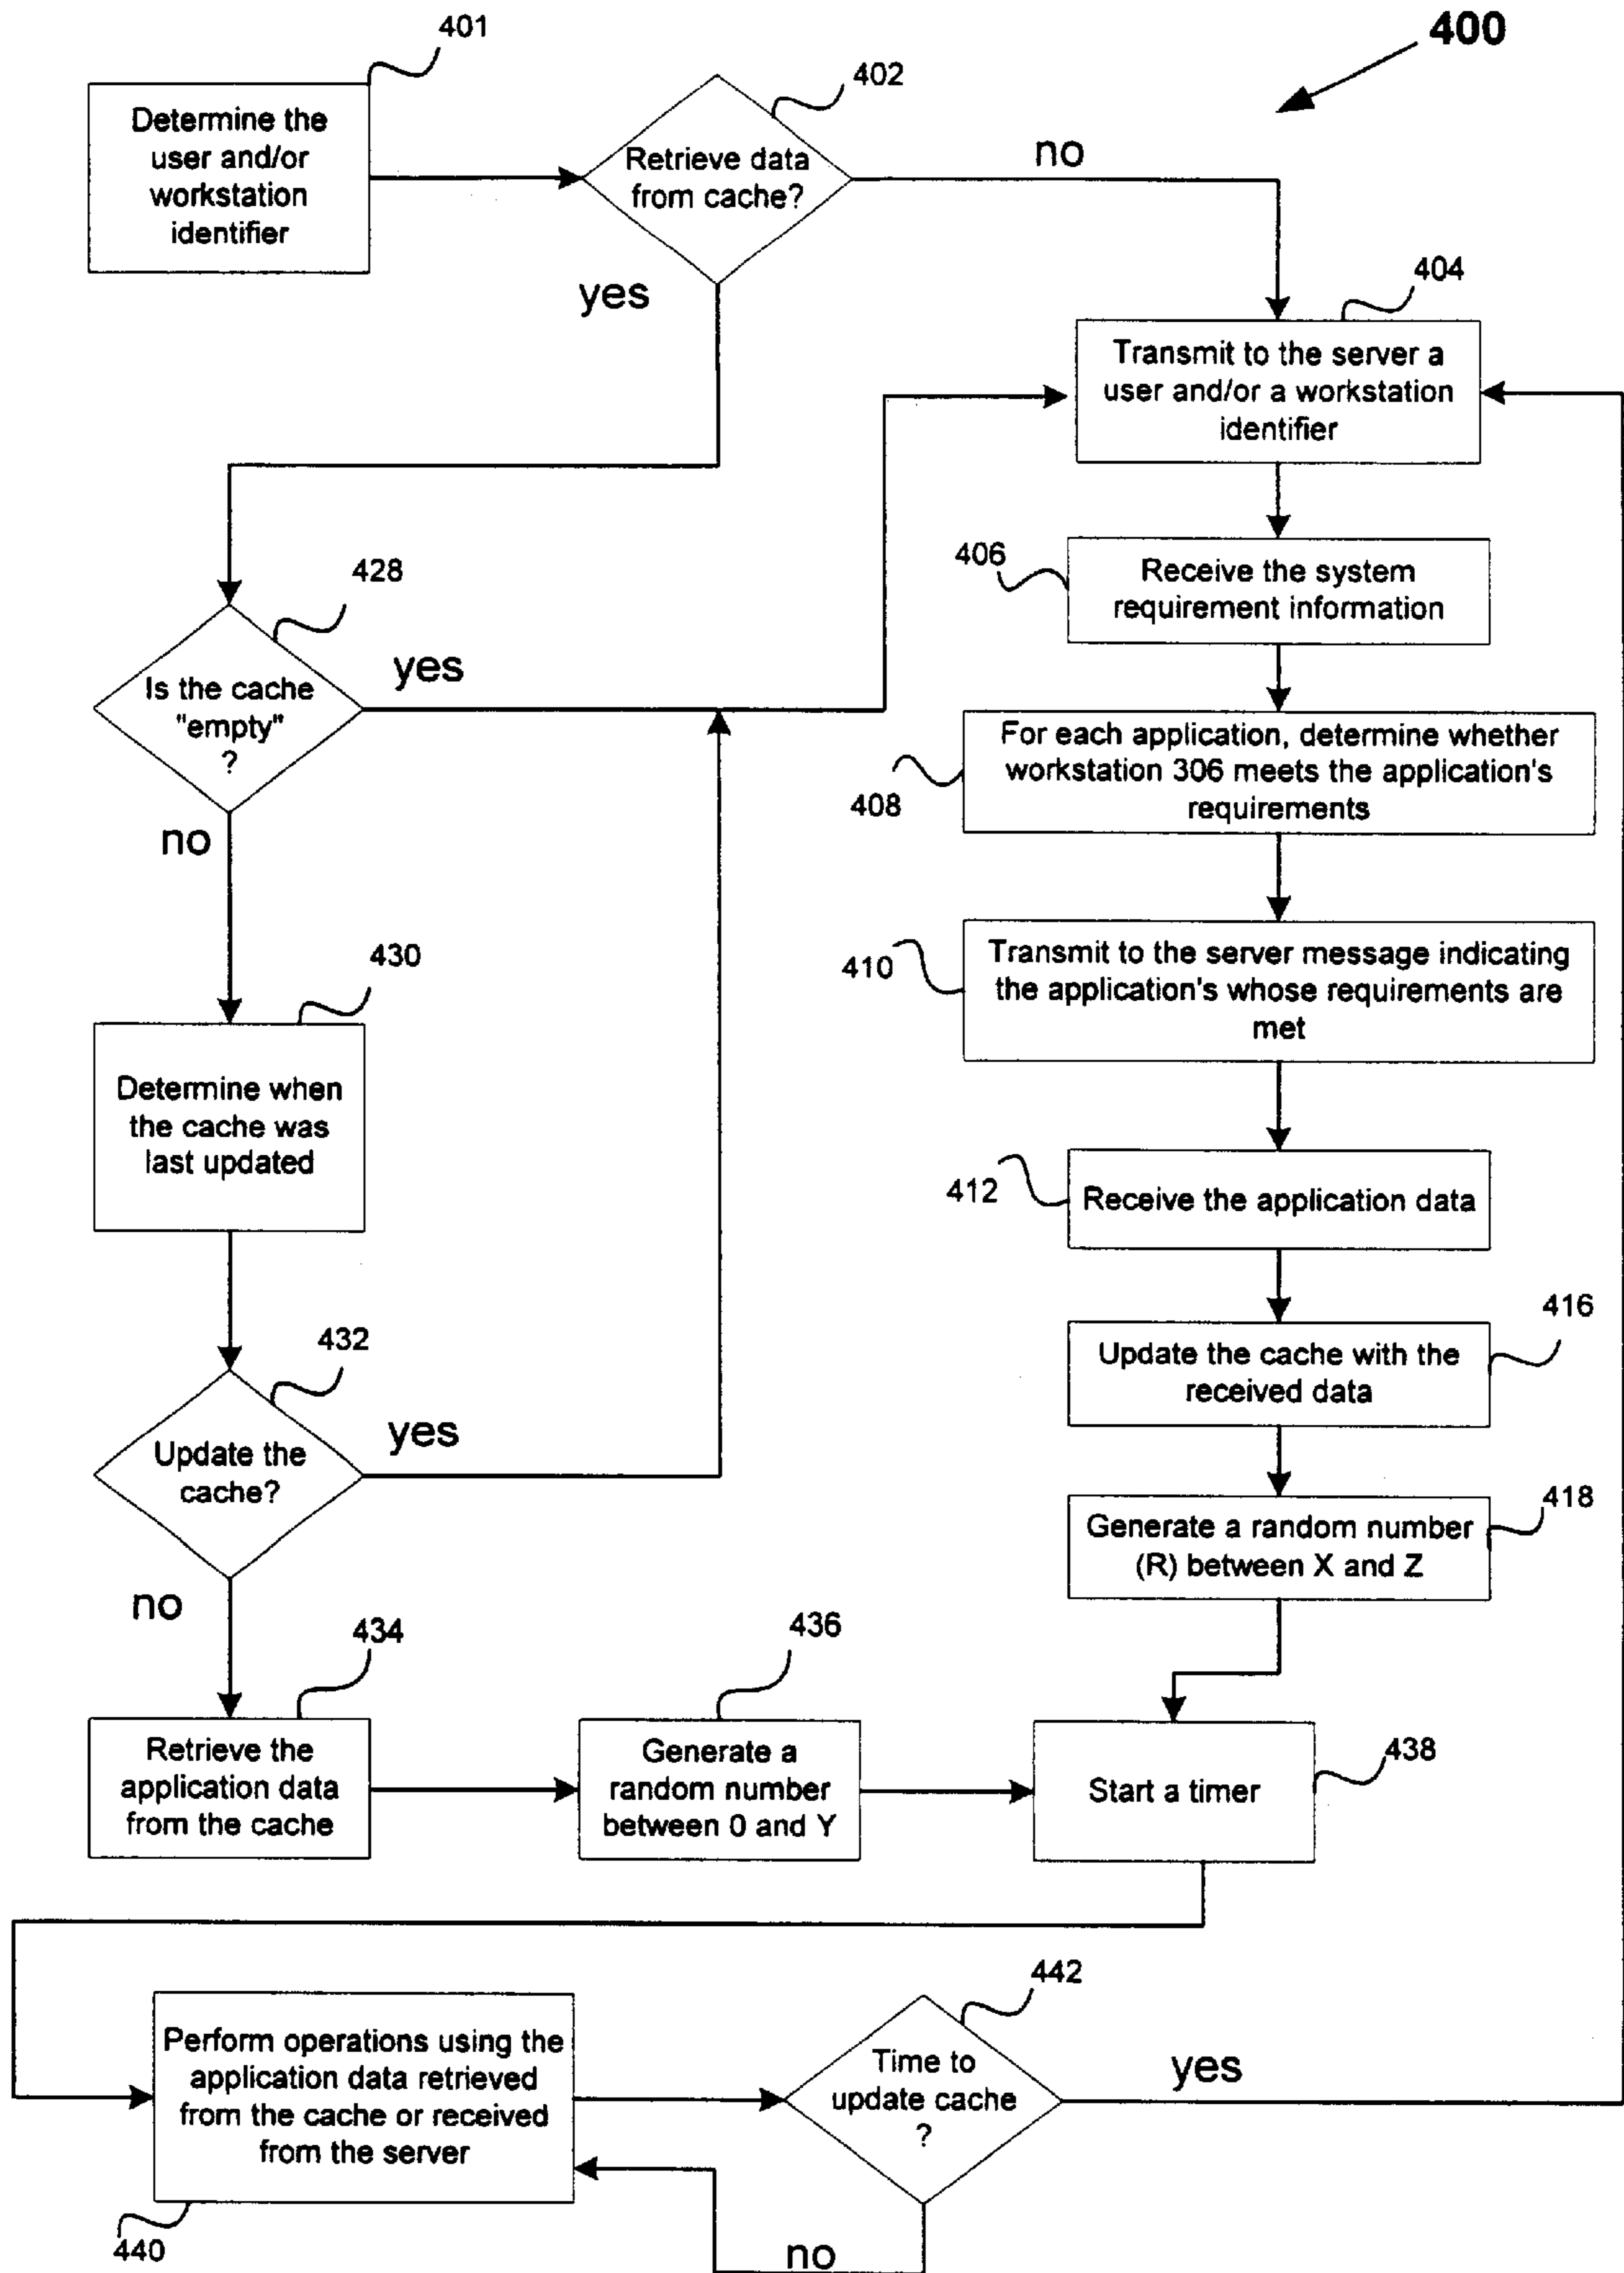 400
401
Determine the
user and/or
workstation
identifier
402
Retrieve data
from cache?
no
yes
404
Transmit to the server a
user and/or a workstation
identifier
406
Receive the system
requirement information
428
Is the cache
"empty"
?
yes
no
408
For each application, determine whether
workstation 306 meets the application's
requirements
410
Transmit to the server message indicating
the application's whose requirements are
met
430
Determine when
the cache was
last updated
412
Receive the application data
416
Update the cache with the
received data
432
Update the
cache?
yes
no
418
Generate a random number
(R) between X and Z
434
Retrieve the
application data
from the cache
436
Generate a
random number
between 0 and Y
438
Start a timer
440
Perform operations using the
application data retrieved
from the cache or received
from the server
442
Time to
update cache
?
yes
no